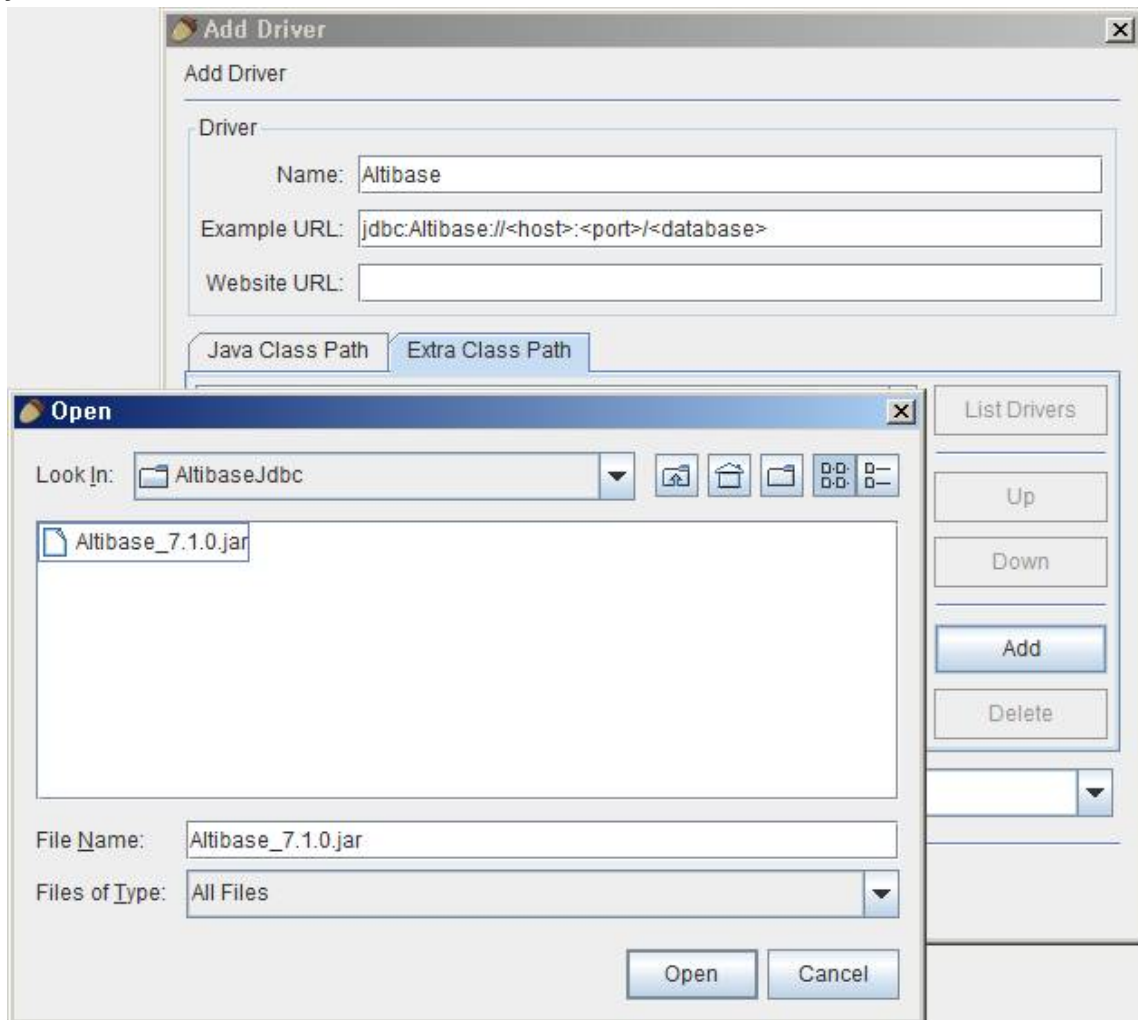 Add Driver
Add Driver
Driver
Name: Altibase
Example URL: jdbc:Altibase://<host>:<port>/<database>
Website URL:
Java Class Path Extra Class Path
List Drivers
Up
Down
Add
Delete
Open
Look In: AltibaseJdbc
Altibase_7.1.0.jar
File Name: Altibase_7.1.0.jar
Files of Type: All Files
Open Cancel